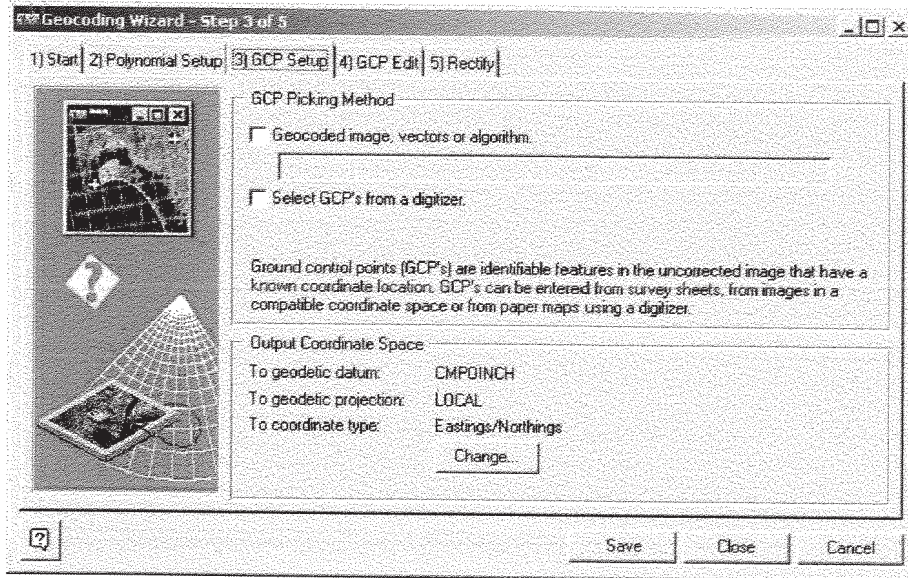 Geocoding Wizard - Step 3 of 5
1) Start 2) Polynomial Setup 3) GCP Setup 4) GCP Edit 5) Rectify
GCP Picking Method
Geocoded image, vectors or algorithm.
Select GCP's from a digitizer.
Ground control points (GCP's) are identifiable features in the uncorrected image that have a
known coordinate location. GCP's can be entered from survey sheets, from images in a
compatible coordinate space or from paper maps using a digitizer.
Output Coordinate Space
To geodetic datum: CMPOINCH
To geodetic projection: LOCAL
To coordinate type: Eastings/Northings
Change...
Save Close Cancel